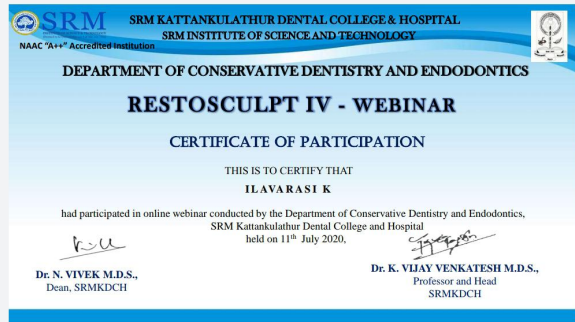 SRM
SRM KATTANKULATHUR DENTAL COLLEGE & HOSPITAL
SRM INSTITUTE OF SCIENCE AND TECHNOLOGY
NAAC "A++" Accredited Institution
DEPARTMENT OF CONSERVATIVE DENTISTRY AND ENDODONTICS
RESTOSCULPT IV - WEBINAR
CERTIFICATE OF PARTICIPATION
THIS IS TO CERTIFY THAT
ILAVARASI K
had participated in online webinar conducted by the Department of Conservative Dentistry and Endodontics,
SRM Kattankulathur Dental College and Hospital
held on 11th July 2020,
Dr. N. VIVEK M.D.S.,
Dean, SRMKDCH
Dr. K. VIJAY VENKATESH M.D.S.,
Professor and Head
SRMKDCH